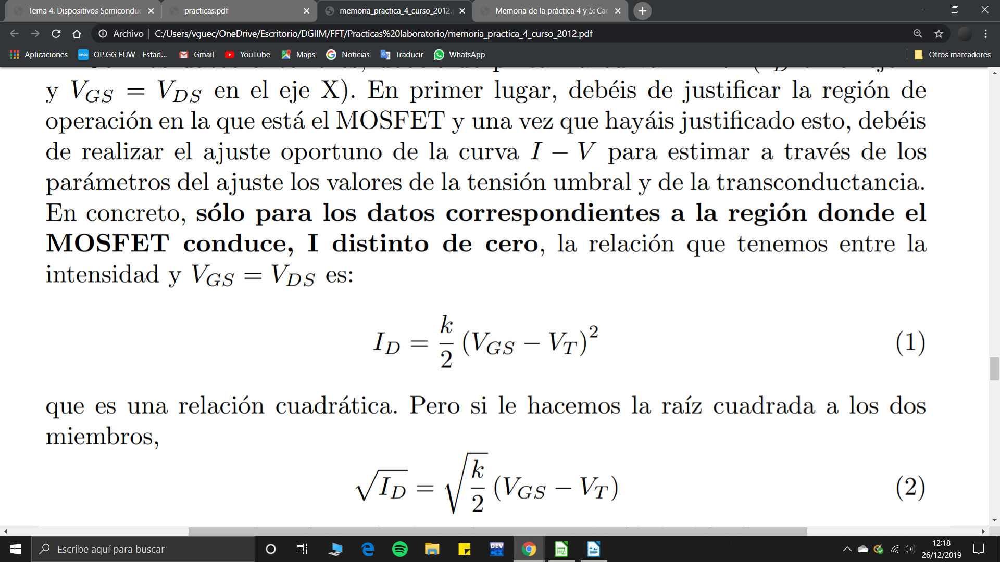 Tema 4. Dispositivos Semiconduc
practicas.pdf
memoria_practica_4_curso_2012.p
Memoria de la práctica 4 y 5: Car
Archivo | C:/Users/vguec/OneDrive/Escritorio/DGIIM/FFT/Practicas%20laboratorio/memoria_practica_4_curso_2012.pdf
Aplicaciones OP.GG EUW - Estad... Gmail YouTube Maps Noticias Traducir WhatsApp Otros marcadores
y V_{GS} = V_{DS} en el eje X). En primer lugar, debéis de justificar la región de
operación en la que está el MOSFET y una vez que hayáis justificado esto, debéis
de realizar el ajuste oportuno de la curva I − V para estimar a través de los
parámetros del ajuste los valores de la tensión umbral y de la transconductancia.
En concreto, sólo para los datos correspondientes a la región donde el
MOSFET conduce, I distinto de cero, la relación que tenemos entre la
intensidad y V_{GS} = V_{DS} es:
I_D = \frac{k}{2} (V_{GS} − V_T)^2 (1)
que es una relación cuadrática. Pero si le hacemos la raíz cuadrada a los dos
miembros,
\sqrt{I_D} = \sqrt{\frac{k}{2}} (V_{GS} − V_T) (2)
Escribe aquí para buscar
DEV
C++
12:18
26/12/2019